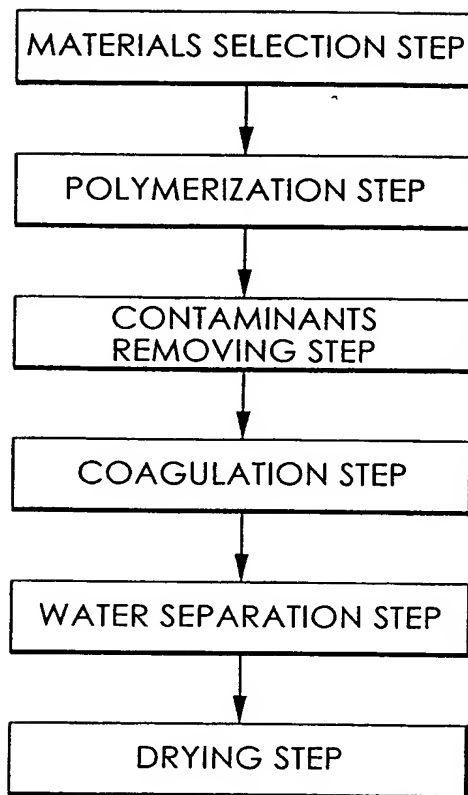 MATERIALS SELECTION STEP
POLYMERIZATION STEP
CONTAMINANTS
REMOVING STEP
COAGULATION STEP
WATER SEPARATION STEP
DRYING STEP